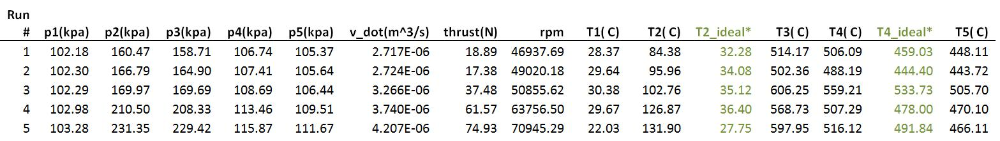 Run
# p1(kpa) p2(kpa) p3(kpa) p4(kpa) p5(kpa) v_dot(m^3/s) thrust(N) rpm T1( C) T2( C) T2_ideal* T3( C) T4( C) T4_ideal* T5( C)
1 102.18 160.47 158.71 106.74 105.37 2.717E-06 18.89 46937.69 28.37 84.38 32.28 514.17 506.09 459.03 448.11
2 102.30 166.79 164.90 107.41 105.64 2.724E-06 17.38 49020.18 29.64 95.96 34.08 502.36 488.19 444.40 443.72
3 102.29 169.97 169.69 108.69 106.44 3.266E-06 37.48 50855.62 30.38 102.76 35.12 606.25 559.21 533.73 505.70
4 102.98 210.50 208.33 113.46 109.51 3.740E-06 61.57 63756.50 29.67 126.87 36.40 568.73 507.29 478.00 470.10
5 103.28 231.35 229.42 115.87 111.67 4.207E-06 74.93 70945.29 22.03 131.90 27.75 597.95 516.12 491.84 466.11